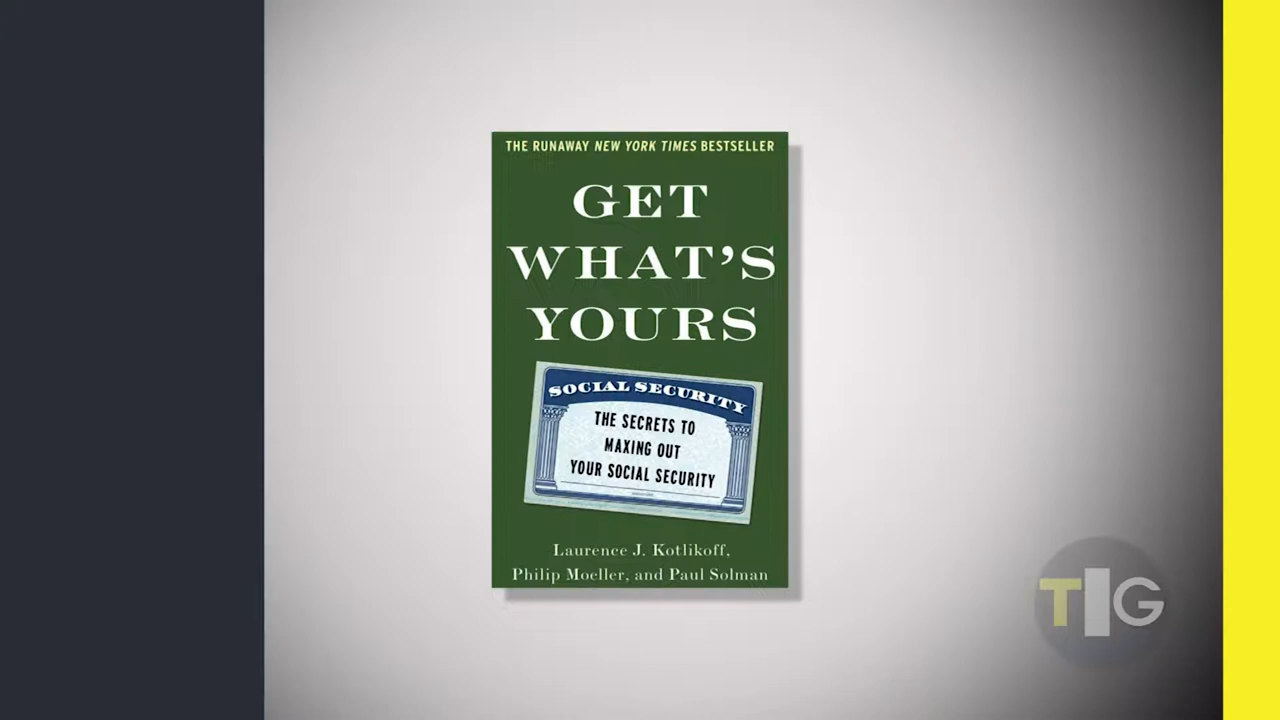 THE RUNAWAY NEW YORK TIMES BESTSELLER
GET
WHAT'S
YOURS
SOCIAL SECURITY
THE SECRETS TO
MAXING OUT
YOUR SOCIAL SECURITY
Laurence J. Kotlikoff,
Philip Moeller, and Paul Solman
TIG